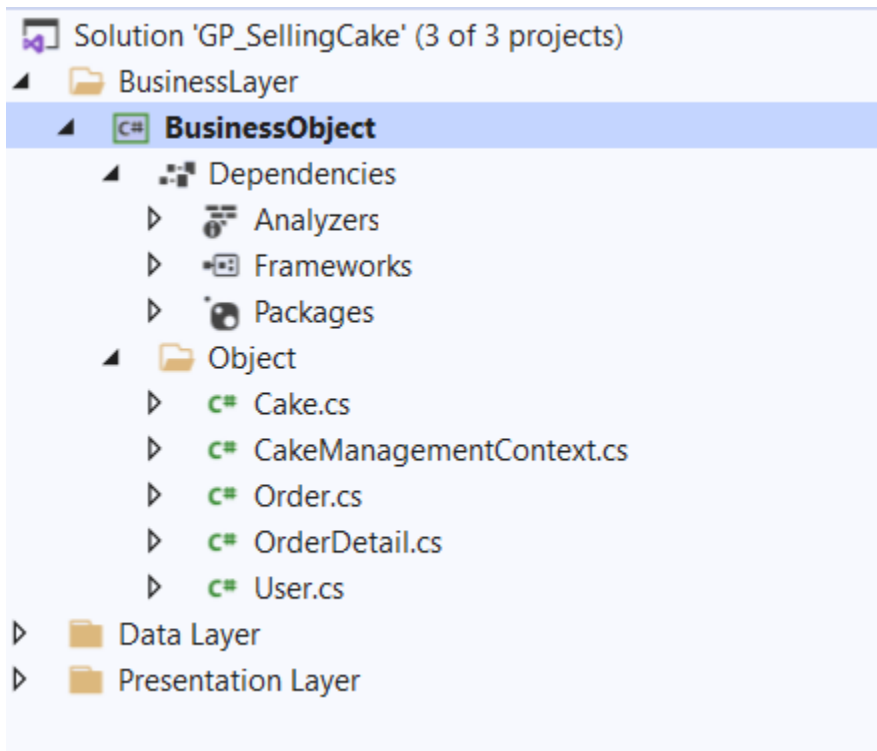 Solution 'GP_SellingCake' (3 of 3 projects)
BusinessLayer
C# BusinessObject
Dependencies
Analyzers
Frameworks
Packages
Object
C# Cake.cs
C# CakeManagementContext.cs
C# Order.cs
C# OrderDetail.cs
C# User.cs
Data Layer
Presentation Layer